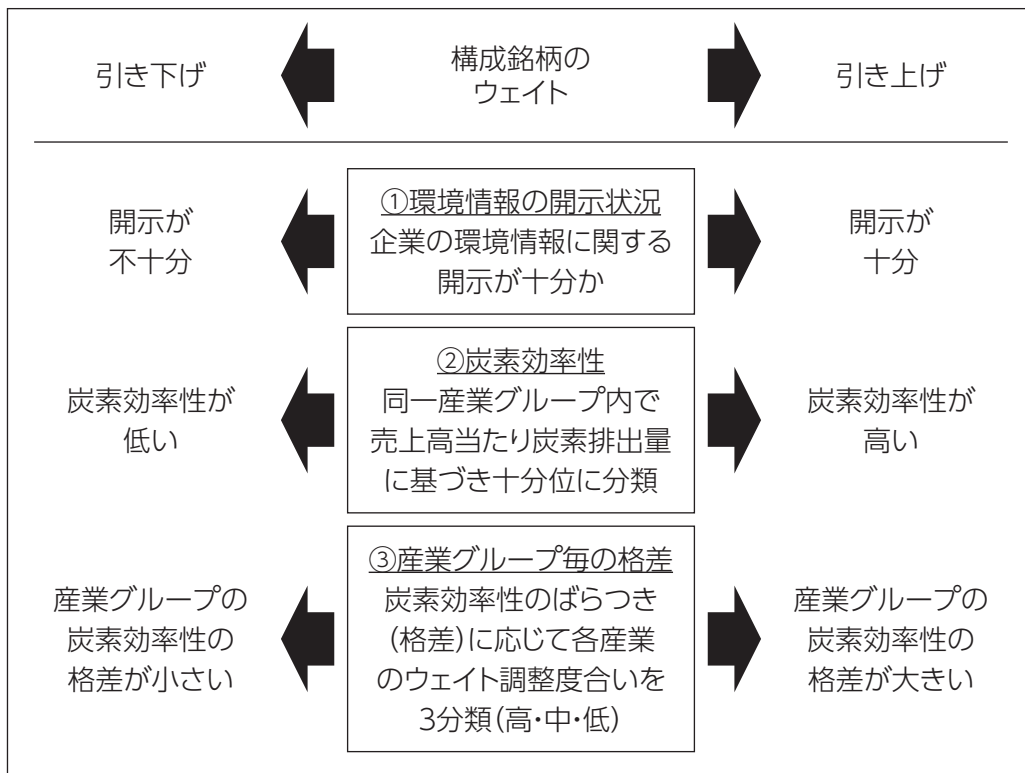 引き下げ
構成銘柄の
ウェイト
引き上げ
開示が
不十分
①環境情報の開示状況
企業の環境情報に関する
開示が十分か
開示が
十分
炭素効率性が
低い
②炭素効率性
同一産業グループ内で
売上高当たり炭素排出量
に基づき十分位に分類
炭素効率性が
高い
産業グループの
炭素効率性の
格差が小さい
③産業グループ毎の格差
炭素効率性のばらつき
(格差)に応じて各産業
のウェイト調整度合いを
3分類(高・中・低)
産業グループの
炭素効率性の
格差が大きい